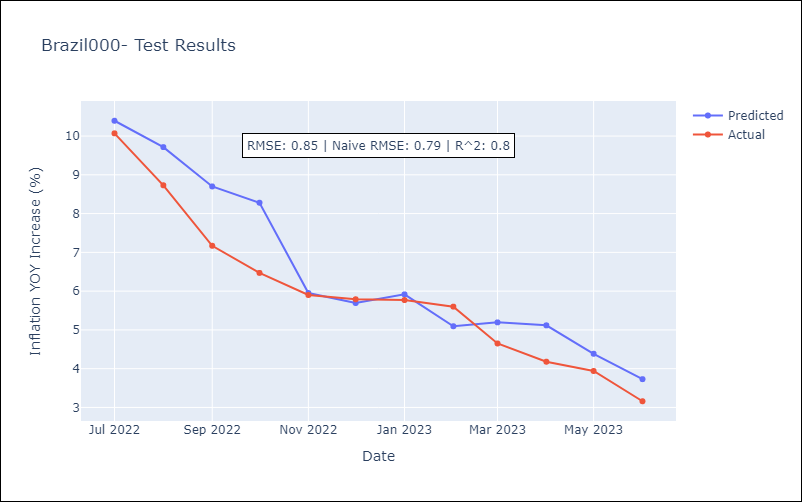 Brazil000- Test Results
Predicted
Actual
RMSE: 0.85 | Naive RMSE: 0.79 | R^2: 0.8
Inflation YOY Increase (%)
10
9
8
7
6
5
4
3
Jul 2022
Sep 2022
Nov 2022
Jan 2023
Mar 2023
May 2023
Date